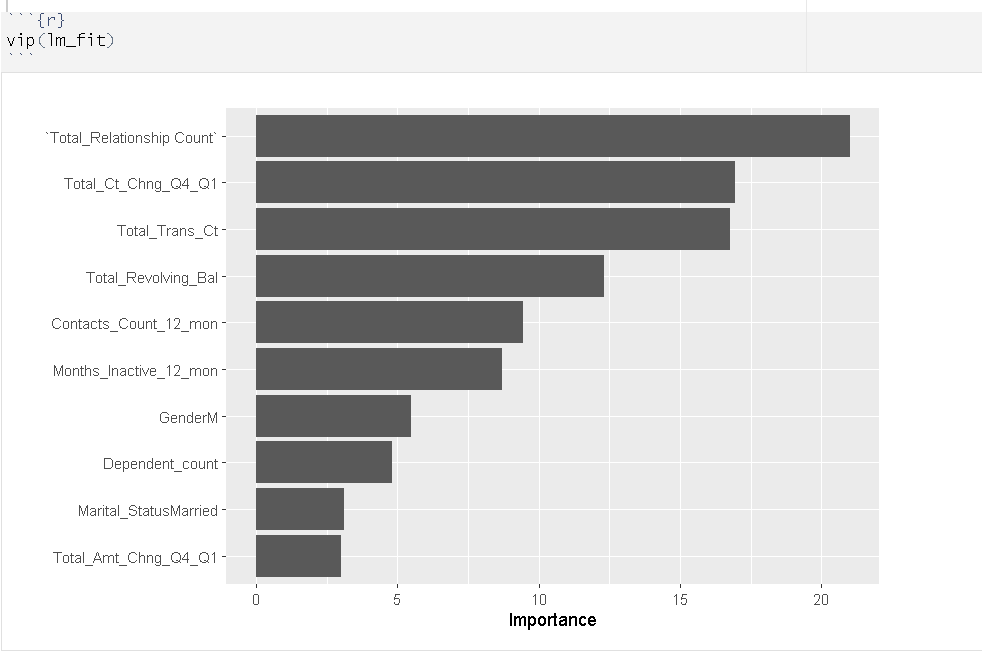 ```{r}
vip(lm_fit)
```
`Total_Relationship Count`
Total_Ct_Chng_Q4_Q1
Total_Trans_Ct
Total_Revolving_Bal
Contacts_Count_12_mon
Months_Inactive_12_mon
GenderM
Dependent_count
Marital_StatusMarried
Total_Amt_Chng_Q4_Q1
0 5 10 15 20
Importance